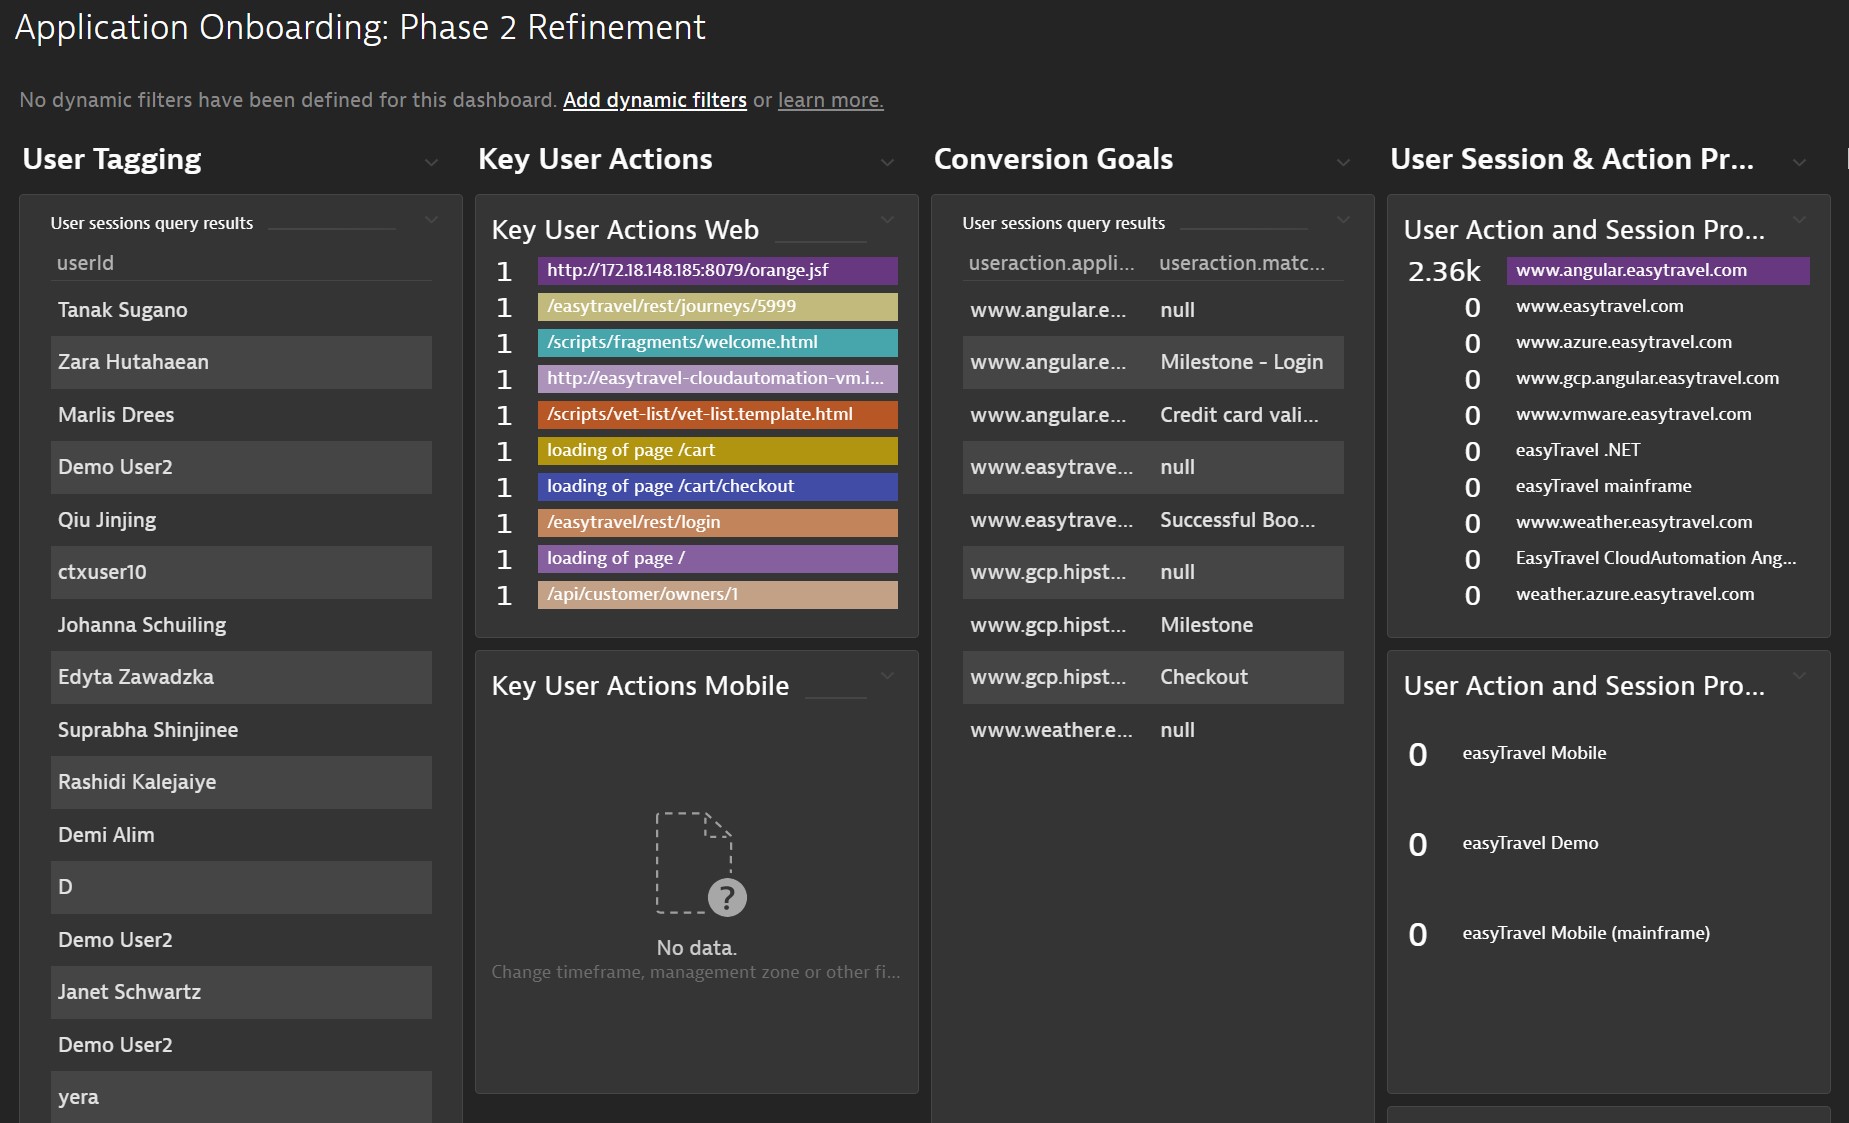 Application Onboarding: Phase 2 Refinement
No dynamic filters have been defined for this dashboard. Add dynamic filters or learn more.
User Tagging
User sessions query results
userId
Tanak Sugano
Zara Hutahaean
Marlis Drees
Demo User2
Qiu Jinjing
ctxuser10
Johanna Schuiling
Edyta Zawadzka
Suprabha Shinjinee
Rashidi Kalejaiye
Demi Alim
D
Demo User2
Janet Schwartz
Demo User2
yera
Key User Actions
Key User Actions Web
1 http://172.18.148.185:8079/orange.jsf
1 /easytravel/rest/journeys/5999
1 /scripts/fragments/welcome.html
1 http://easytravel-cloudautomation-vm.i...
1 /scripts/vet-list/vet-list.template.html
1 loading of page /cart
1 loading of page /cart/checkout
1 /easytravel/rest/login
1 loading of page /
1 /api/customer/owners/1
Key User Actions Mobile
?
No data.
Change timeframe, management zone or other fi...
Conversion Goals
User sessions query results
useraction.appli... useraction.matc...
www.angular.e... null
www.angular.e... Milestone - Login
www.angular.e... Credit card vali...
www.easytrave... null
www.easytrave... Successful Boo...
www.gcp.hipst... null
www.gcp.hipst... Milestone
www.gcp.hipst... Checkout
www.weather.e... null
User Session & Action Pr...
User Action and Session Pro...
2.36k www.angular.easytravel.com
0 www.easytravel.com
0 www.azure.easytravel.com
0 www.gcp.angular.easytravel.com
0 www.vmware.easytravel.com
0 easyTravel .NET
0 easyTravel mainframe
0 www.weather.easytravel.com
0 EasyTravel CloudAutomation Ang...
0 weather.azure.easytravel.com
User Action and Session Pro...
0 easyTravel Mobile
0 easyTravel Demo
0 easyTravel Mobile (mainframe)